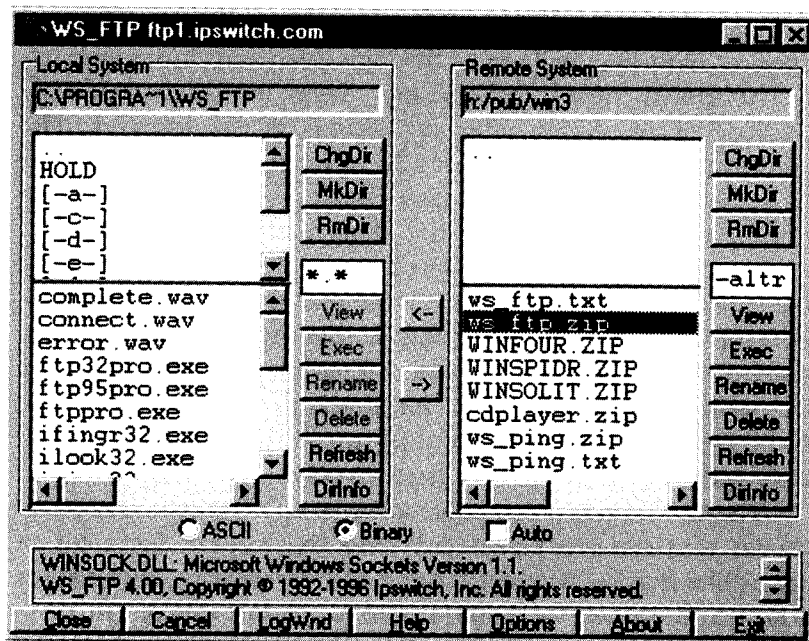 WS_FTP ftp1.ipswitch.com
Local System
C:\PROGRA~1\WS_FTP
..
HOLD
[-a-]
[-c-]
[-d-]
[-e-]
ChgDir
MkDir
RmDir
*.*
complete.wav
connect.wav
error.wav
ftp32pro.exe
ftp95pro.exe
ftppro.exe
ifingr32.exe
ilook32.exe
View
Exec
Rename
Delete
Refresh
DirInfo
<-
->
Remote System
h:/pub/win3
..
ChgDir
MkDir
RmDir
-altr
ws_ftp.txt
ws_ftp.zip
WINFOUR.ZIP
WINSPIDR.ZIP
WINSOLIT.ZIP
cdplayer.zip
ws_ping.zip
ws_ping.txt
View
Exec
Rename
Delete
Refresh
DirInfo
ASCII Binary Auto
WINSOCK.DLL: Microsoft Windows Sockets Version 1.1.
WS_FTP 4.00, Copyright © 1992-1996 Ipswitch, Inc. All rights reserved.
Close Cancel LogWnd Help Options About Exit